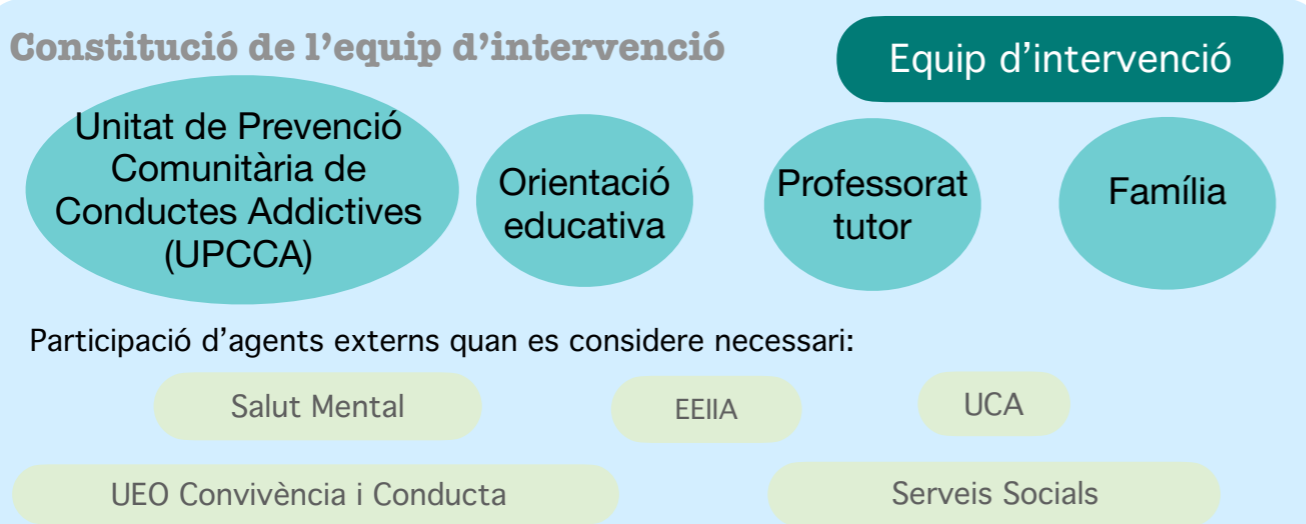 Constitució de l’equip d’intervenció
Equip d’intervenció
Unitat de Prevenció
Comunitària de
Conductes Addictives
(UPCCA)
Orientació
educativa
Professorat
tutor
Família
Participació d’agents externs quan es considere necessari:
Salut Mental
EEIIA
UCA
UEO Convivència i Conducta
Serveis Socials